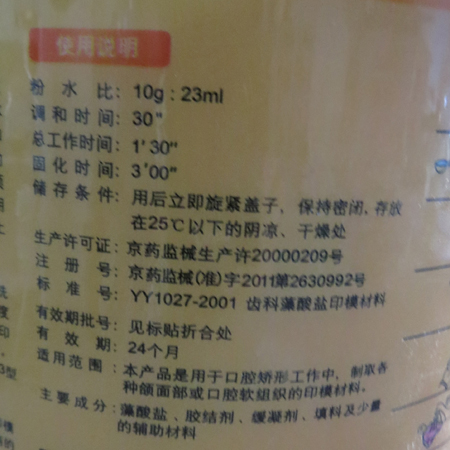 使用说明
粉水比: 10g : 23ml
调和时间: 30"
总工作时间: 1'30"
固化时间: 3'00"
储存条件: 用后立即旋紧盖子, 保持密闭, 存放
在25℃以下的阴凉、干燥处
生产许可证: 京药监械生产许20000209号
注册号: 京药监械(准)字2011第2630992号
标准号: YY1027-2001 齿科藻酸盐印模材料
有效期批号: 见标贴折合处
有效期: 24个月
适用范围: 本产品是用于口腔矫形工作中, 制取各
种颌面部或口腔软组织的印模材料。
主要成分: 藻酸盐、胶结剂、缓凝剂、填料及少量
的辅助材料